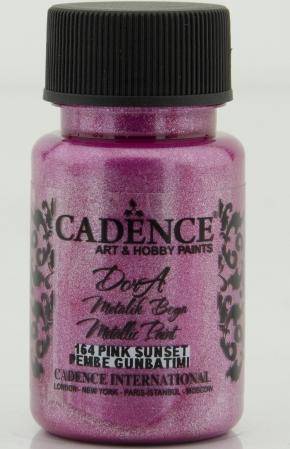 CADENCE
ART & HOBBY PAINTS
DorA
Metalik Boya
Metallic Paint
164 PINK SUNSET
PEMBE GUNBATIMI
CADENCE INTERNATIONAL
LONDON - NEW YORK - PARIS - ISTANBUL - MOSCOW